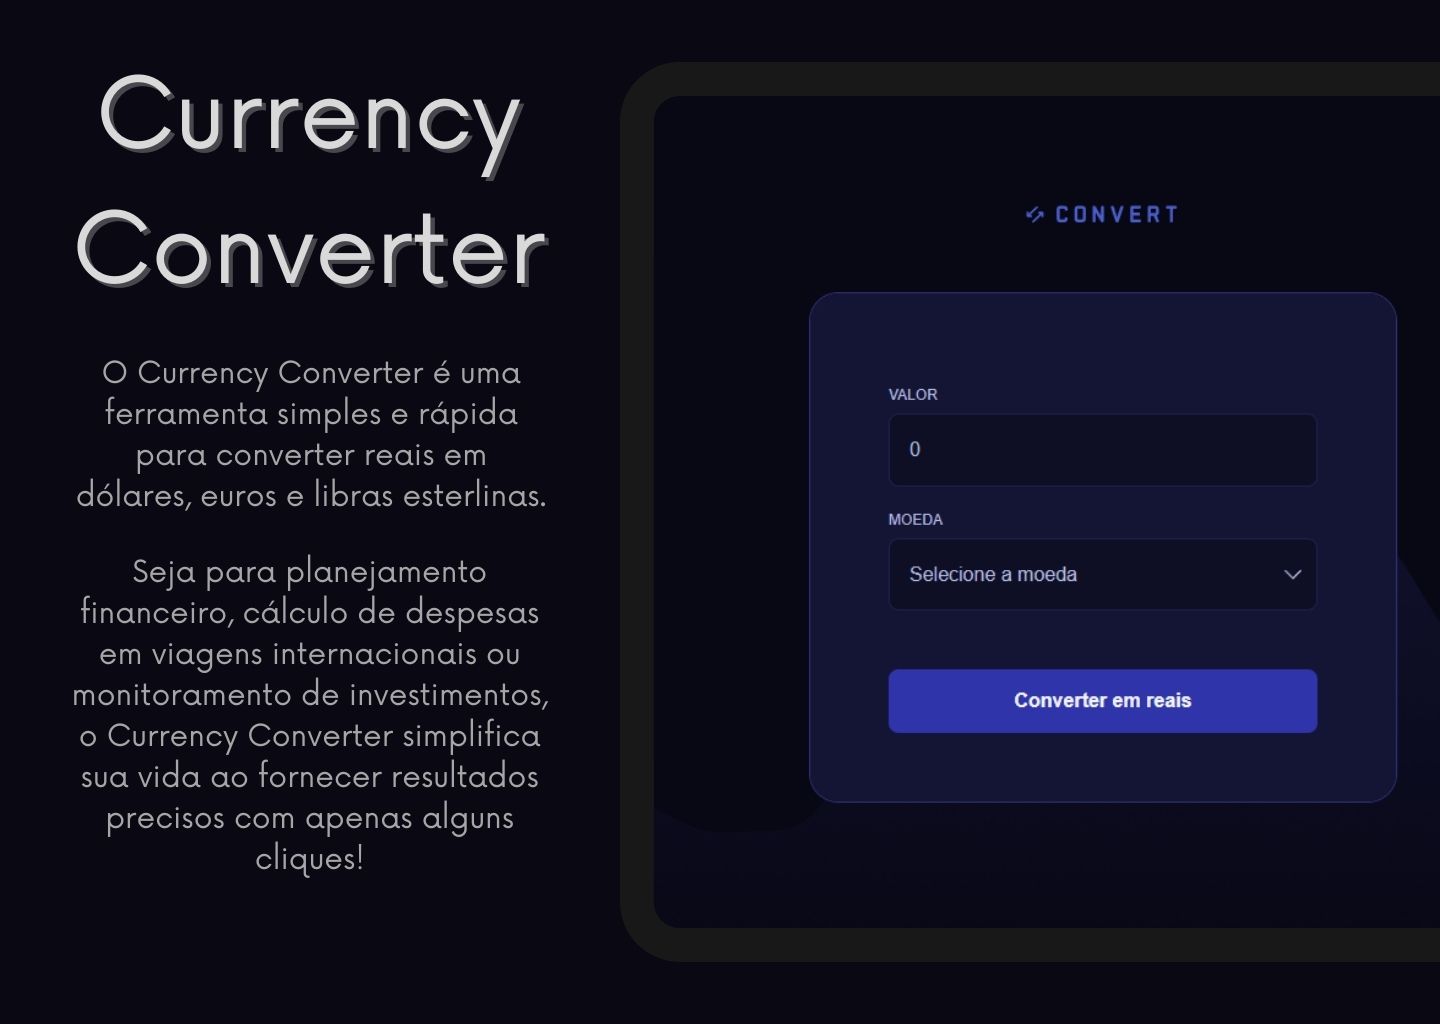 Currency
Converter
O Currency Converter é uma
ferramenta simples e rápida
para converter reais em
dólares, euros e libras esterlinas.
Seja para planejamento
financeiro, cálculo de despesas
em viagens internacionais ou
monitoramento de investimentos,
o Currency Converter simplifica
sua vida ao fornecer resultados
precisos com apenas alguns
cliques!
CONVERT
VALOR
0
MOEDA
Selecione a moeda
Converter em reais